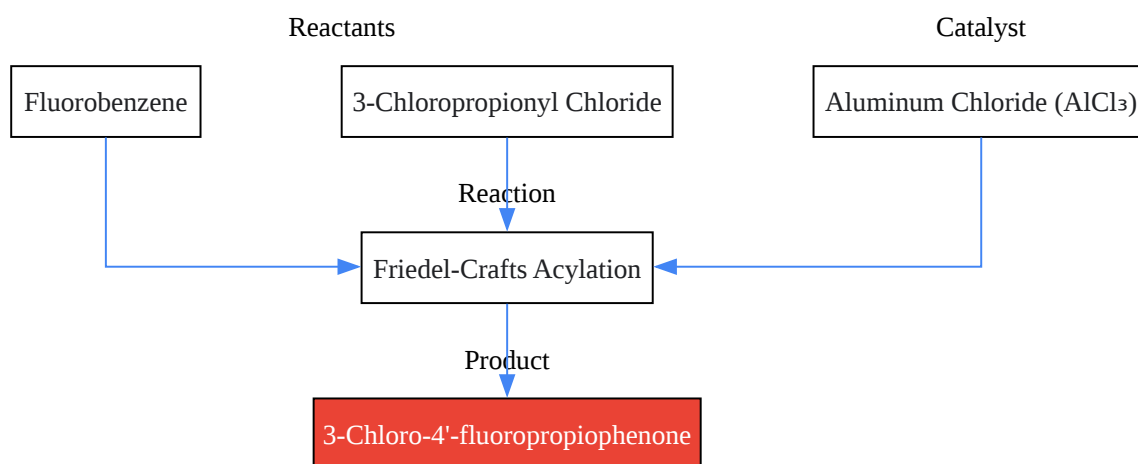 Reactants
Catalyst
Fluorobenzene
3-Chloropropionyl Chloride
Aluminum Chloride (AlCl₃)
Reaction
Friedel-Crafts Acylation
Product
3-Chloro-4'-fluoropropiophenone